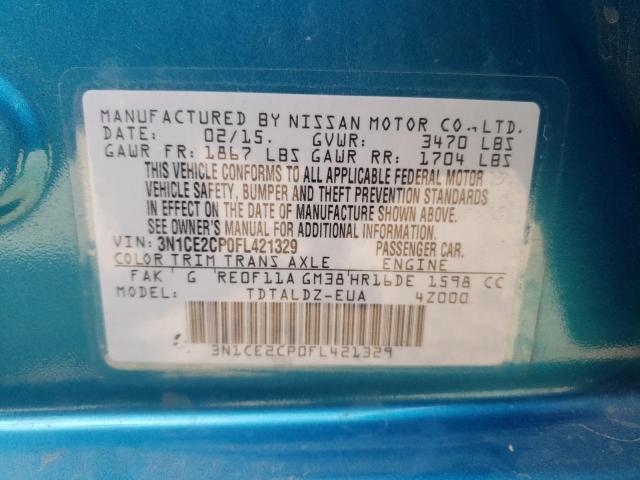 MANUFACTURED BY NISSAN MOTOR CO.,LTD.
DATE: 02/15. GVWR: 3470 LBS
GAWR FR: 1867 LBS GAWR RR: 1704 LBS
THIS VEHICLE CONFORMS TO ALL APPLICABLE FEDERAL MOTOR
VEHICLE SAFETY, BUMPER AND THEFT PREVENTION STANDARDS
IN EFFECT ON THE DATE OF MANUFACTURE SHOWN ABOVE.
SEE OWNER'S MANUAL FOR ADDITIONAL INFORMATION.
VIN: 3N1CE2CP0FL421329 PASSENGER CAR.
COLOR TRIM TRANS AXLE ENGINE
FAK G RE0F11A GM38 HR16DE 1598 CC
MODEL: TDTALDZ-EUA 4Z000
3N1CE2CP0FL421329